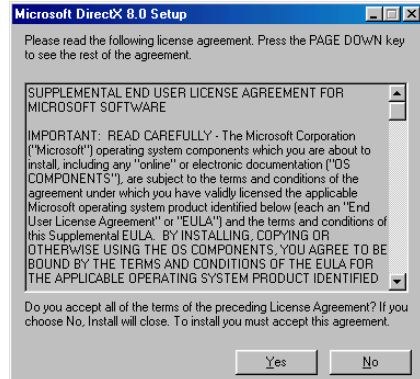 Microsoft DirectX 8.0 Setup
Please read the following license agreement. Press the PAGE DOWN key
to see the rest of the agreement.
SUPPLEMENTAL END USER LICENSE AGREEMENT FOR
MICROSOFT SOFTWARE
IMPORTANT: READ CAREFULLY - The Microsoft Corporation
("Microsoft") operating system components which you are about to
install, including any "online" or electronic documentation ("OS
COMPONENTS"), are subject to the terms and conditions of the
agreement under which you have validly licensed the applicable
Microsoft operating system product identified below (each an "End
User License Agreement" or "EULA") and the terms and conditions of
this Supplemental EULA. BY INSTALLING, COPYING OR
OTHERWISE USING THE OS COMPONENTS, YOU AGREE TO BE
BOUND BY THE TERMS AND CONDITIONS OF THE EULA FOR
THE APPLICABLE OPERATING SYSTEM PRODUCT IDENTIFIED
Do you accept all of the terms of the preceding License Agreement? If you
choose No, Install will close. To install you must accept this agreement.
Yes No